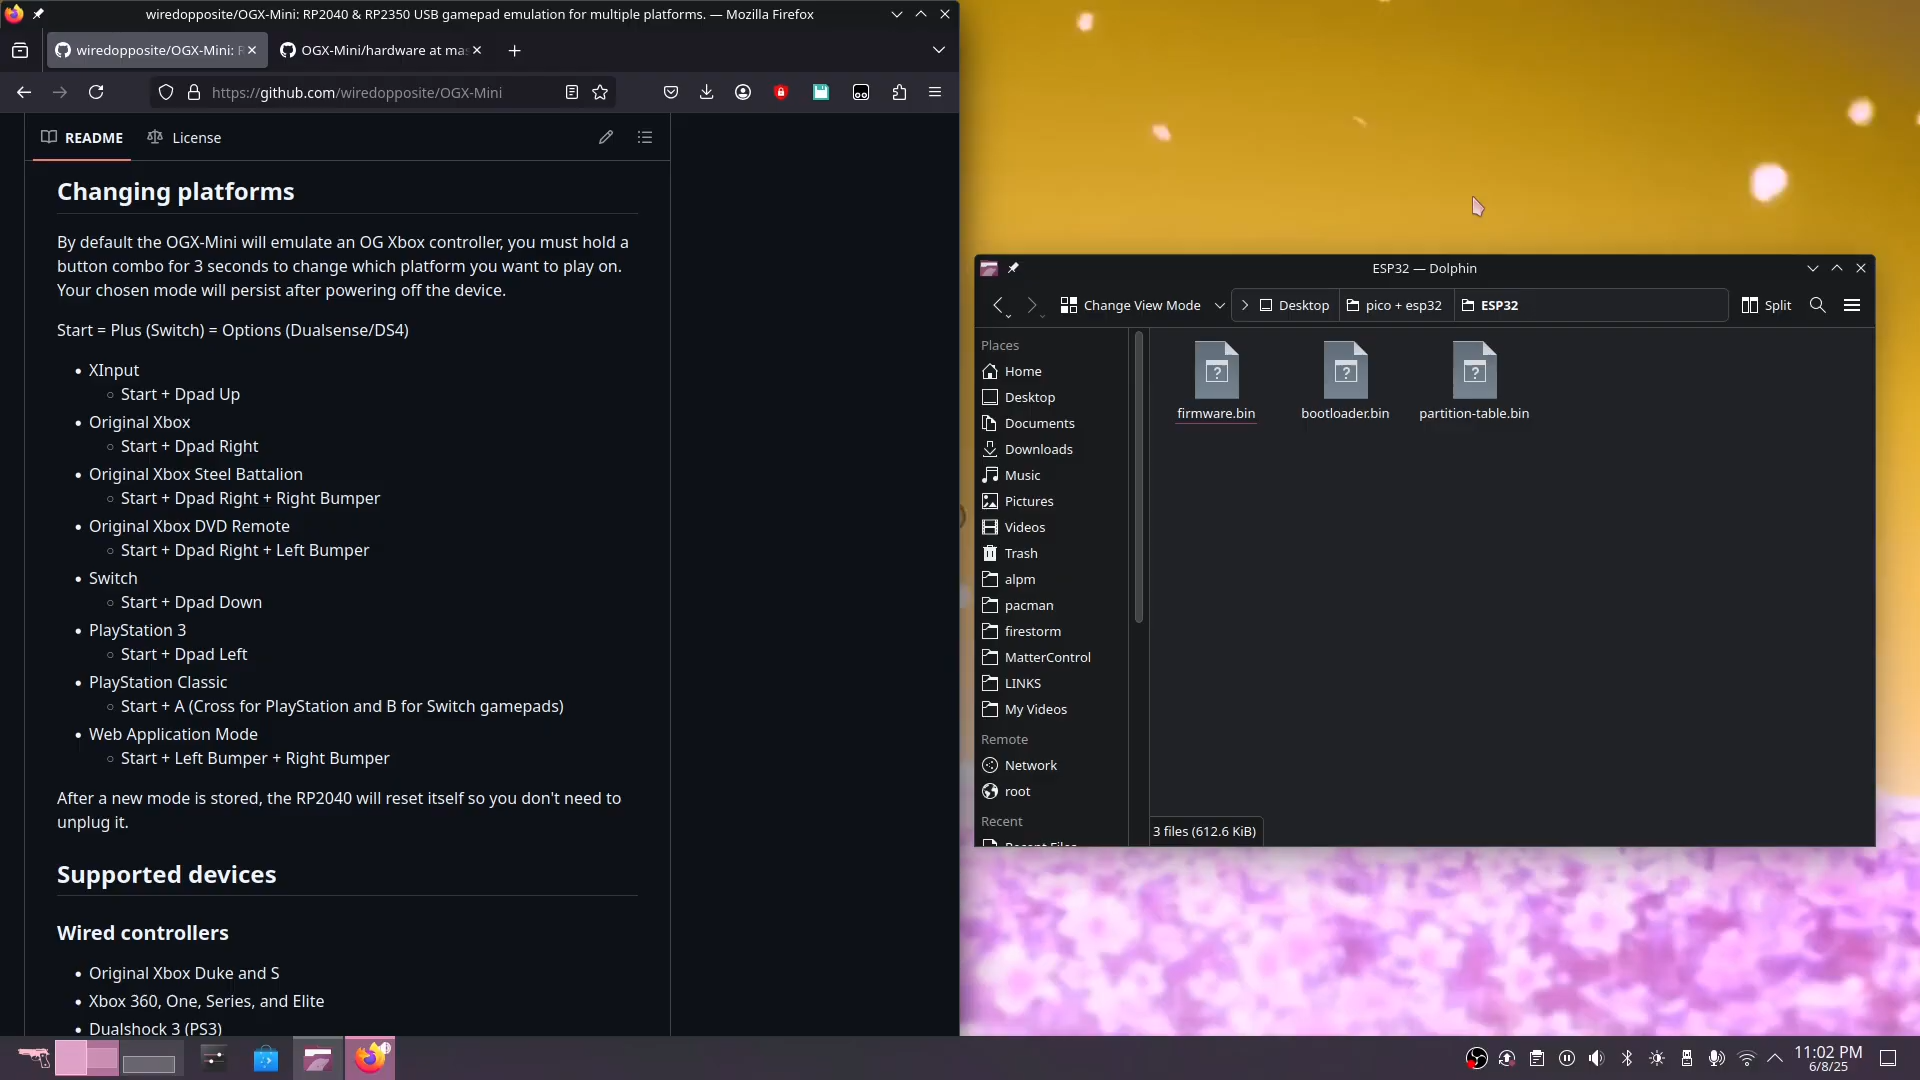 wiredopposite/OGX-Mini: RP2040 & RP2350 USB gamepad emulation for multiple platforms. — Mozilla Firefox
wiredopposite/OGX-Mini:
OGX-Mini/hardware at mas
https://github.com/wiredopposite/OGX-Mini
README
License
Changing platforms
By default the OGX-Mini will emulate an OG Xbox controller, you must hold a
button combo for 3 seconds to change which platform you want to play on.
Your chosen mode will persist after powering off the device.
Start = Plus (Switch) = Options (Dualsense/DS4)
• XInput
○ Start + Dpad Up
• Original Xbox
○ Start + Dpad Right
• Original Xbox Steel Battalion
○ Start + Dpad Right + Right Bumper
• Original Xbox DVD Remote
○ Start + Dpad Right + Left Bumper
• Switch
○ Start + Dpad Down
• PlayStation 3
○ Start + Dpad Left
• PlayStation Classic
○ Start + A (Cross for PlayStation and B for Switch gamepads)
• Web Application Mode
○ Start + Left Bumper + Right Bumper
After a new mode is stored, the RP2040 will reset itself so you don't need to
unplug it.
Supported devices
Wired controllers
• Original Xbox Duke and S
• Xbox 360, One, Series, and Elite
• Dualshock 3 (PS3)
ESP32 — Dolphin
Change View Mode
Desktop
pico + esp32
ESP32
Split
Places
Home
Desktop
Documents
Downloads
Music
Pictures
Videos
Trash
alpm
pacman
firestorm
MatterControl
LINKS
My Videos
Remote
Network
root
Recent
Recent Files
firmware.bin
bootloader.bin
partition-table.bin
3 files (612.6 KiB)
11:02 PM
6/8/25